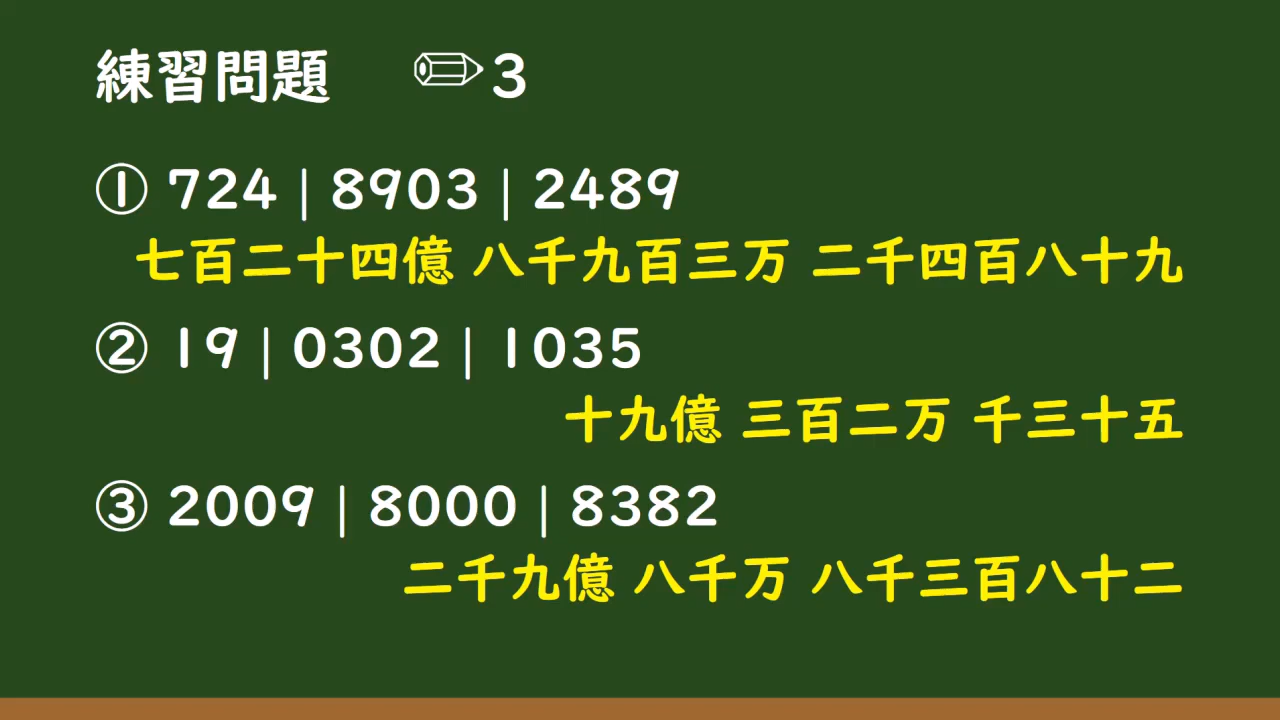 練習問題 ✏3
① 724 | 8903 | 2489
七百二十四億 八千九百三万 二千四百八十九
② 19 | 0302 | 1035
十九億 三百二万 千三十五
③ 2009 | 8000 | 8382
二千九億 八千万 八千三百八十二